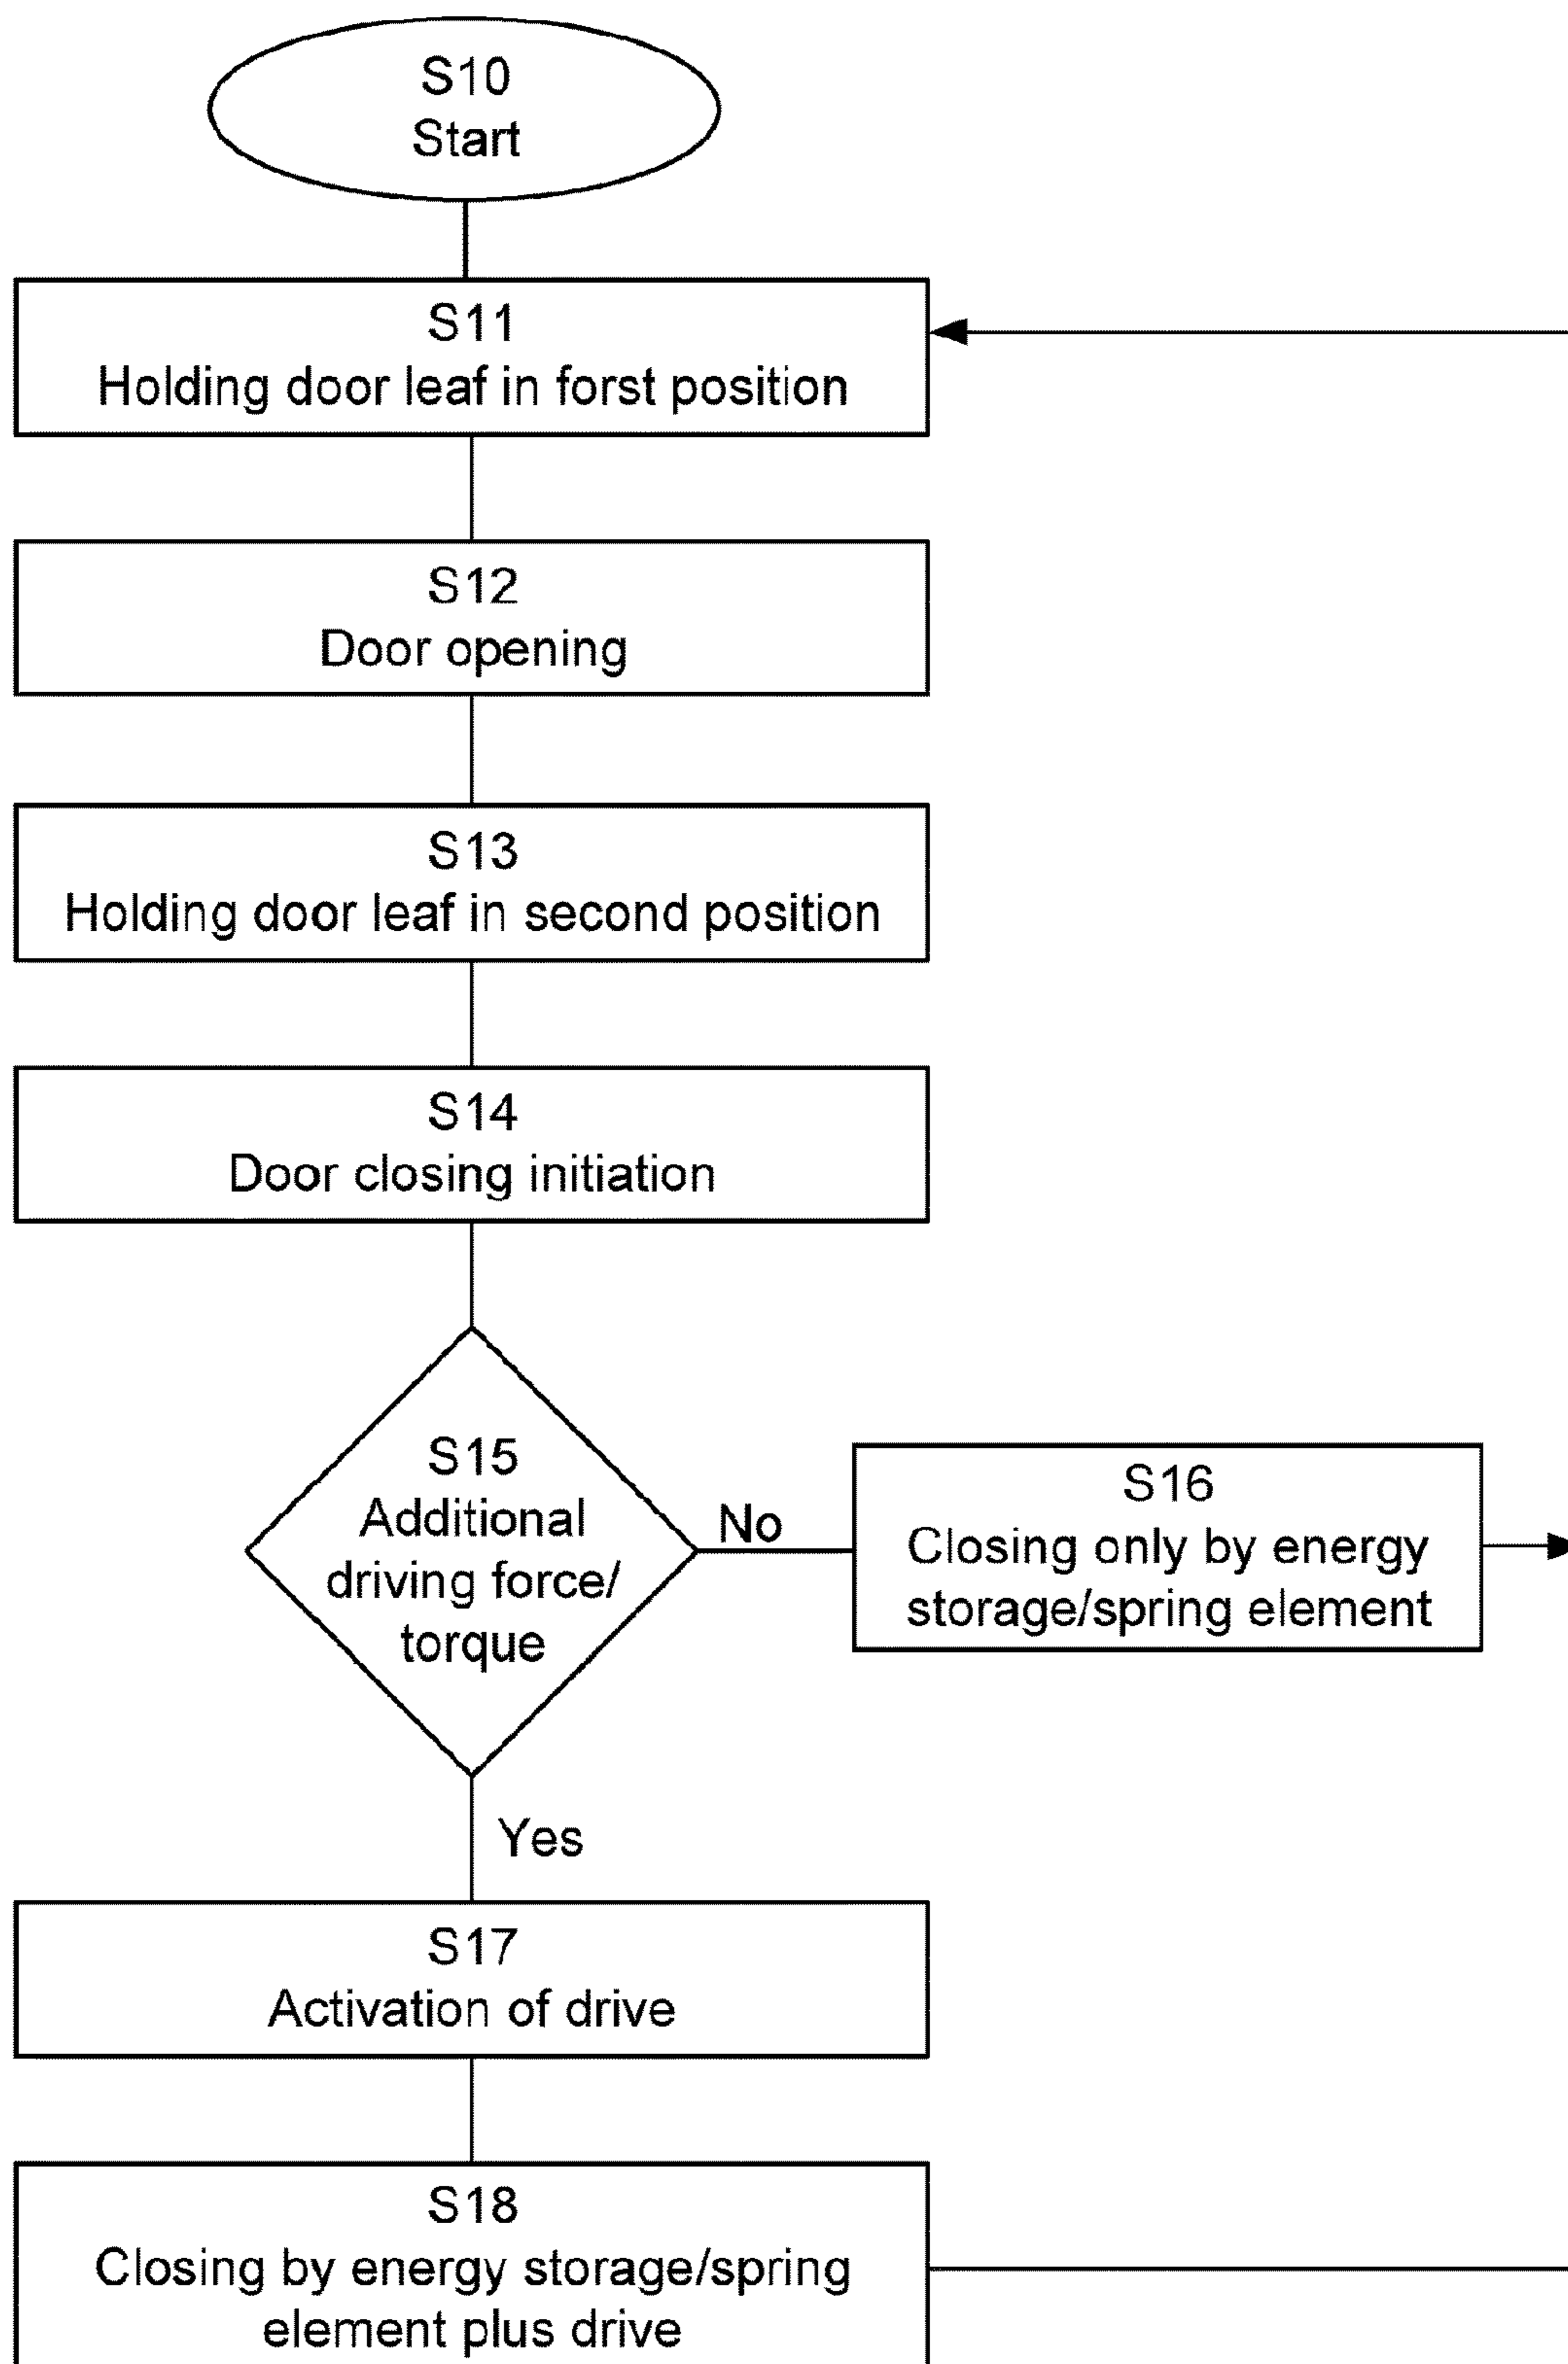 S10
Start
S11
Holding door leaf in forst position
S12
Door opening
S13
Holding door leaf in second position
S14
Door closing initiation
S15
Additional
driving force/
torque
No
S16
Closing only by energy
storage/spring element
Yes
S17
Activation of drive
S18
Closing by energy storage/spring
element plus drive